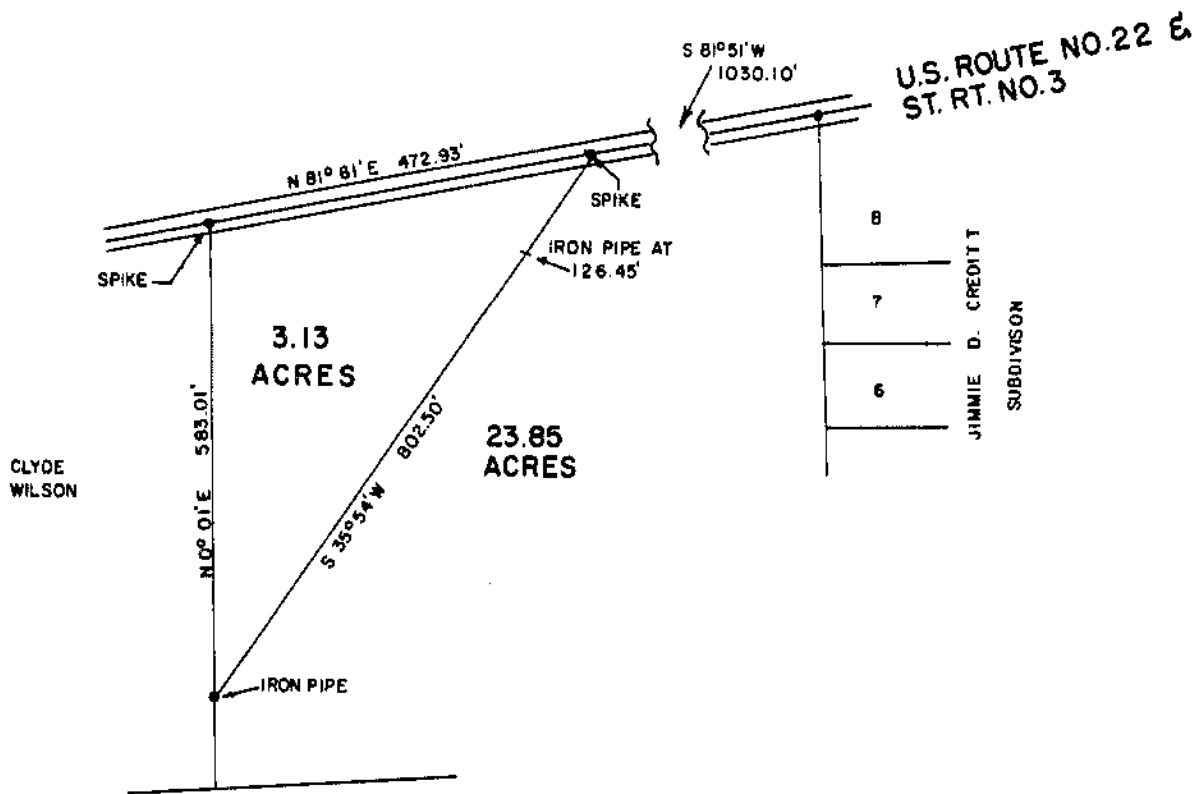 S 81°51'W
1030.10'
U.S. ROUTE NO.22 &
ST. RT. NO.3
N 81° 81'E 472.93'
SPIKE
SPIKE
IRON PIPE AT
126.45'
8
7
6
JIMMIE D. CREDITT
SUBDIVISON
3.13
ACRES
N 0° 01'E 583.01'
S 35°54'W 802.50'
23.85
ACRES
CLYDE
WILSON
IRON PIPE